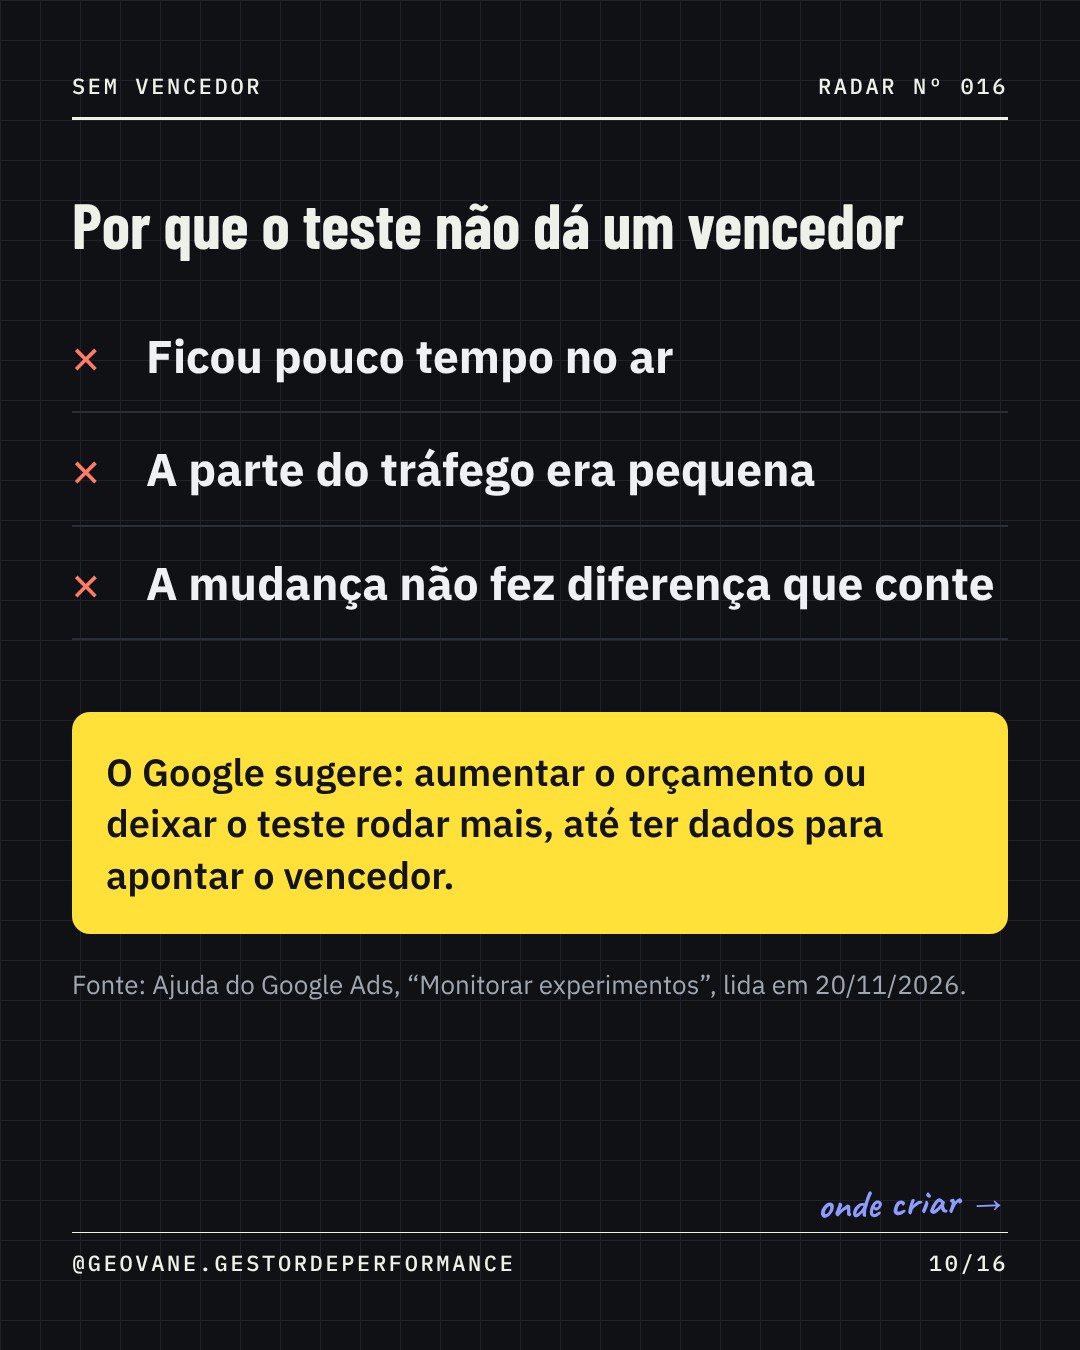 SEM VENCEDOR
RADAR Nº 016
Por que o teste não dá um vencedor
× Ficou pouco tempo no ar
× A parte do tráfego era pequena
× A mudança não fez diferença que conte
O Google sugere: aumentar o orçamento ou
deixar o teste rodar mais, até ter dados para
apontar o vencedor.
Fonte: Ajuda do Google Ads, “Monitorar experimentos”, lida em 20/11/2026.
onde criar →
@GEOVANE.GESTORDEPERFORMANCE
10/16